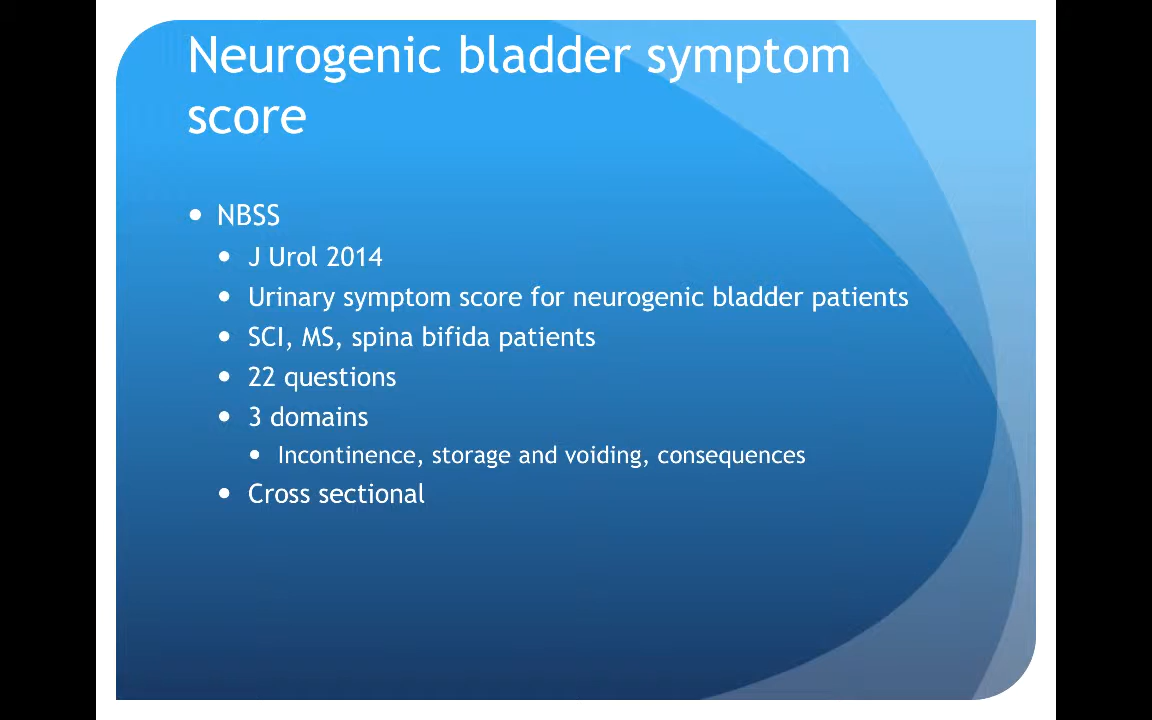 Neurogenic bladder symptom
score
NBSS
J Urol 2014
Urinary symptom score for neurogenic bladder patients
SCI, MS, spina bifida patients
22 questions
3 domains
Incontinence, storage and voiding, consequences
Cross sectional